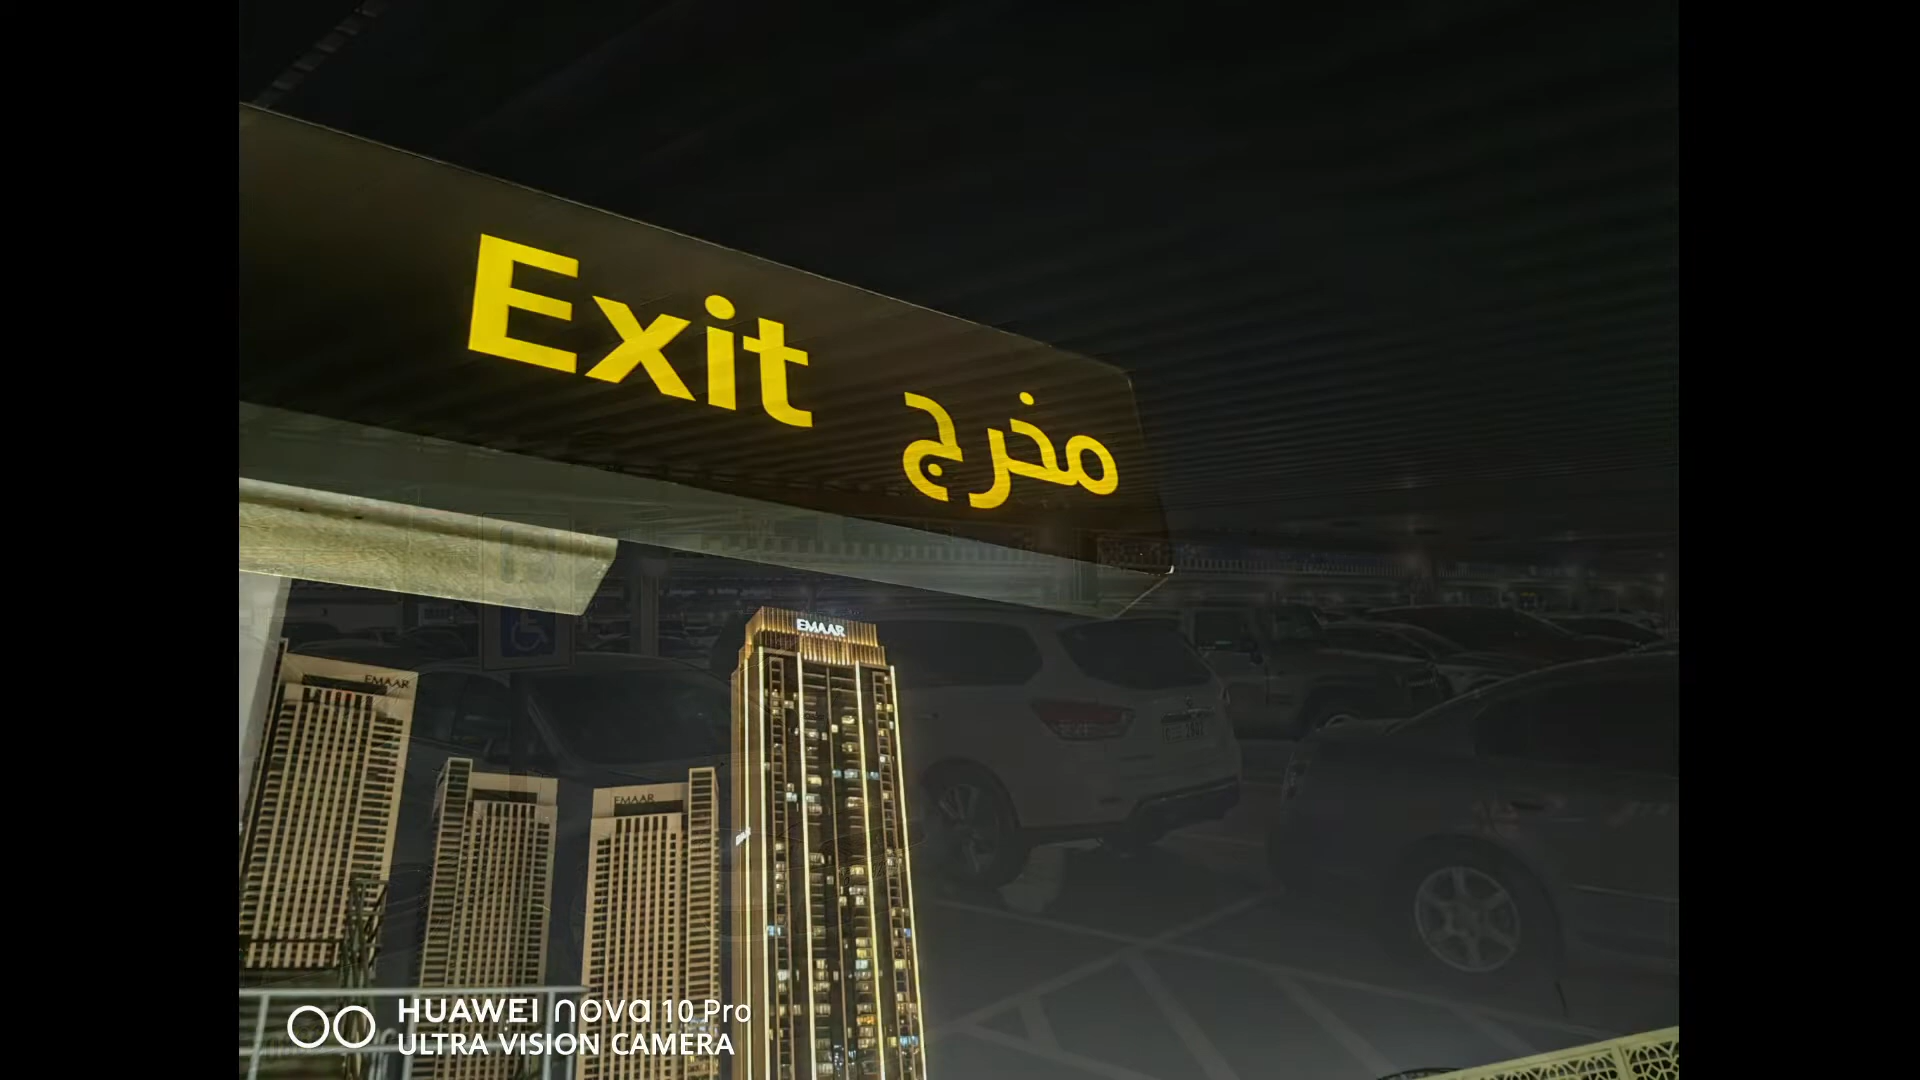 Exit مخرج
EMAAR
EMAAR
EMAAR
HUAWEI nova 10 Pro
ULTRA VISION CAMERA